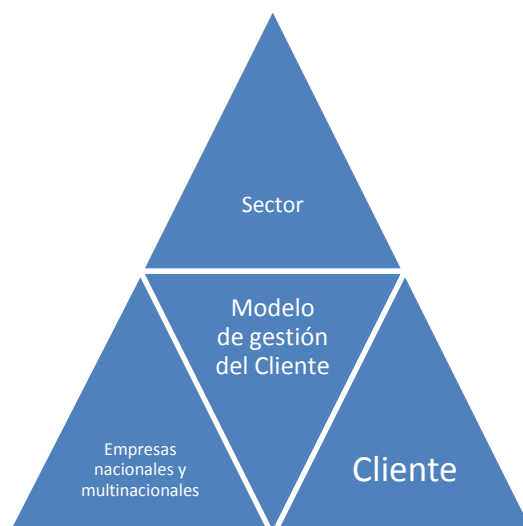 Sector
Modelo
de gestión
del Cliente
Empresas
nacionales y
multinacionales
Cliente